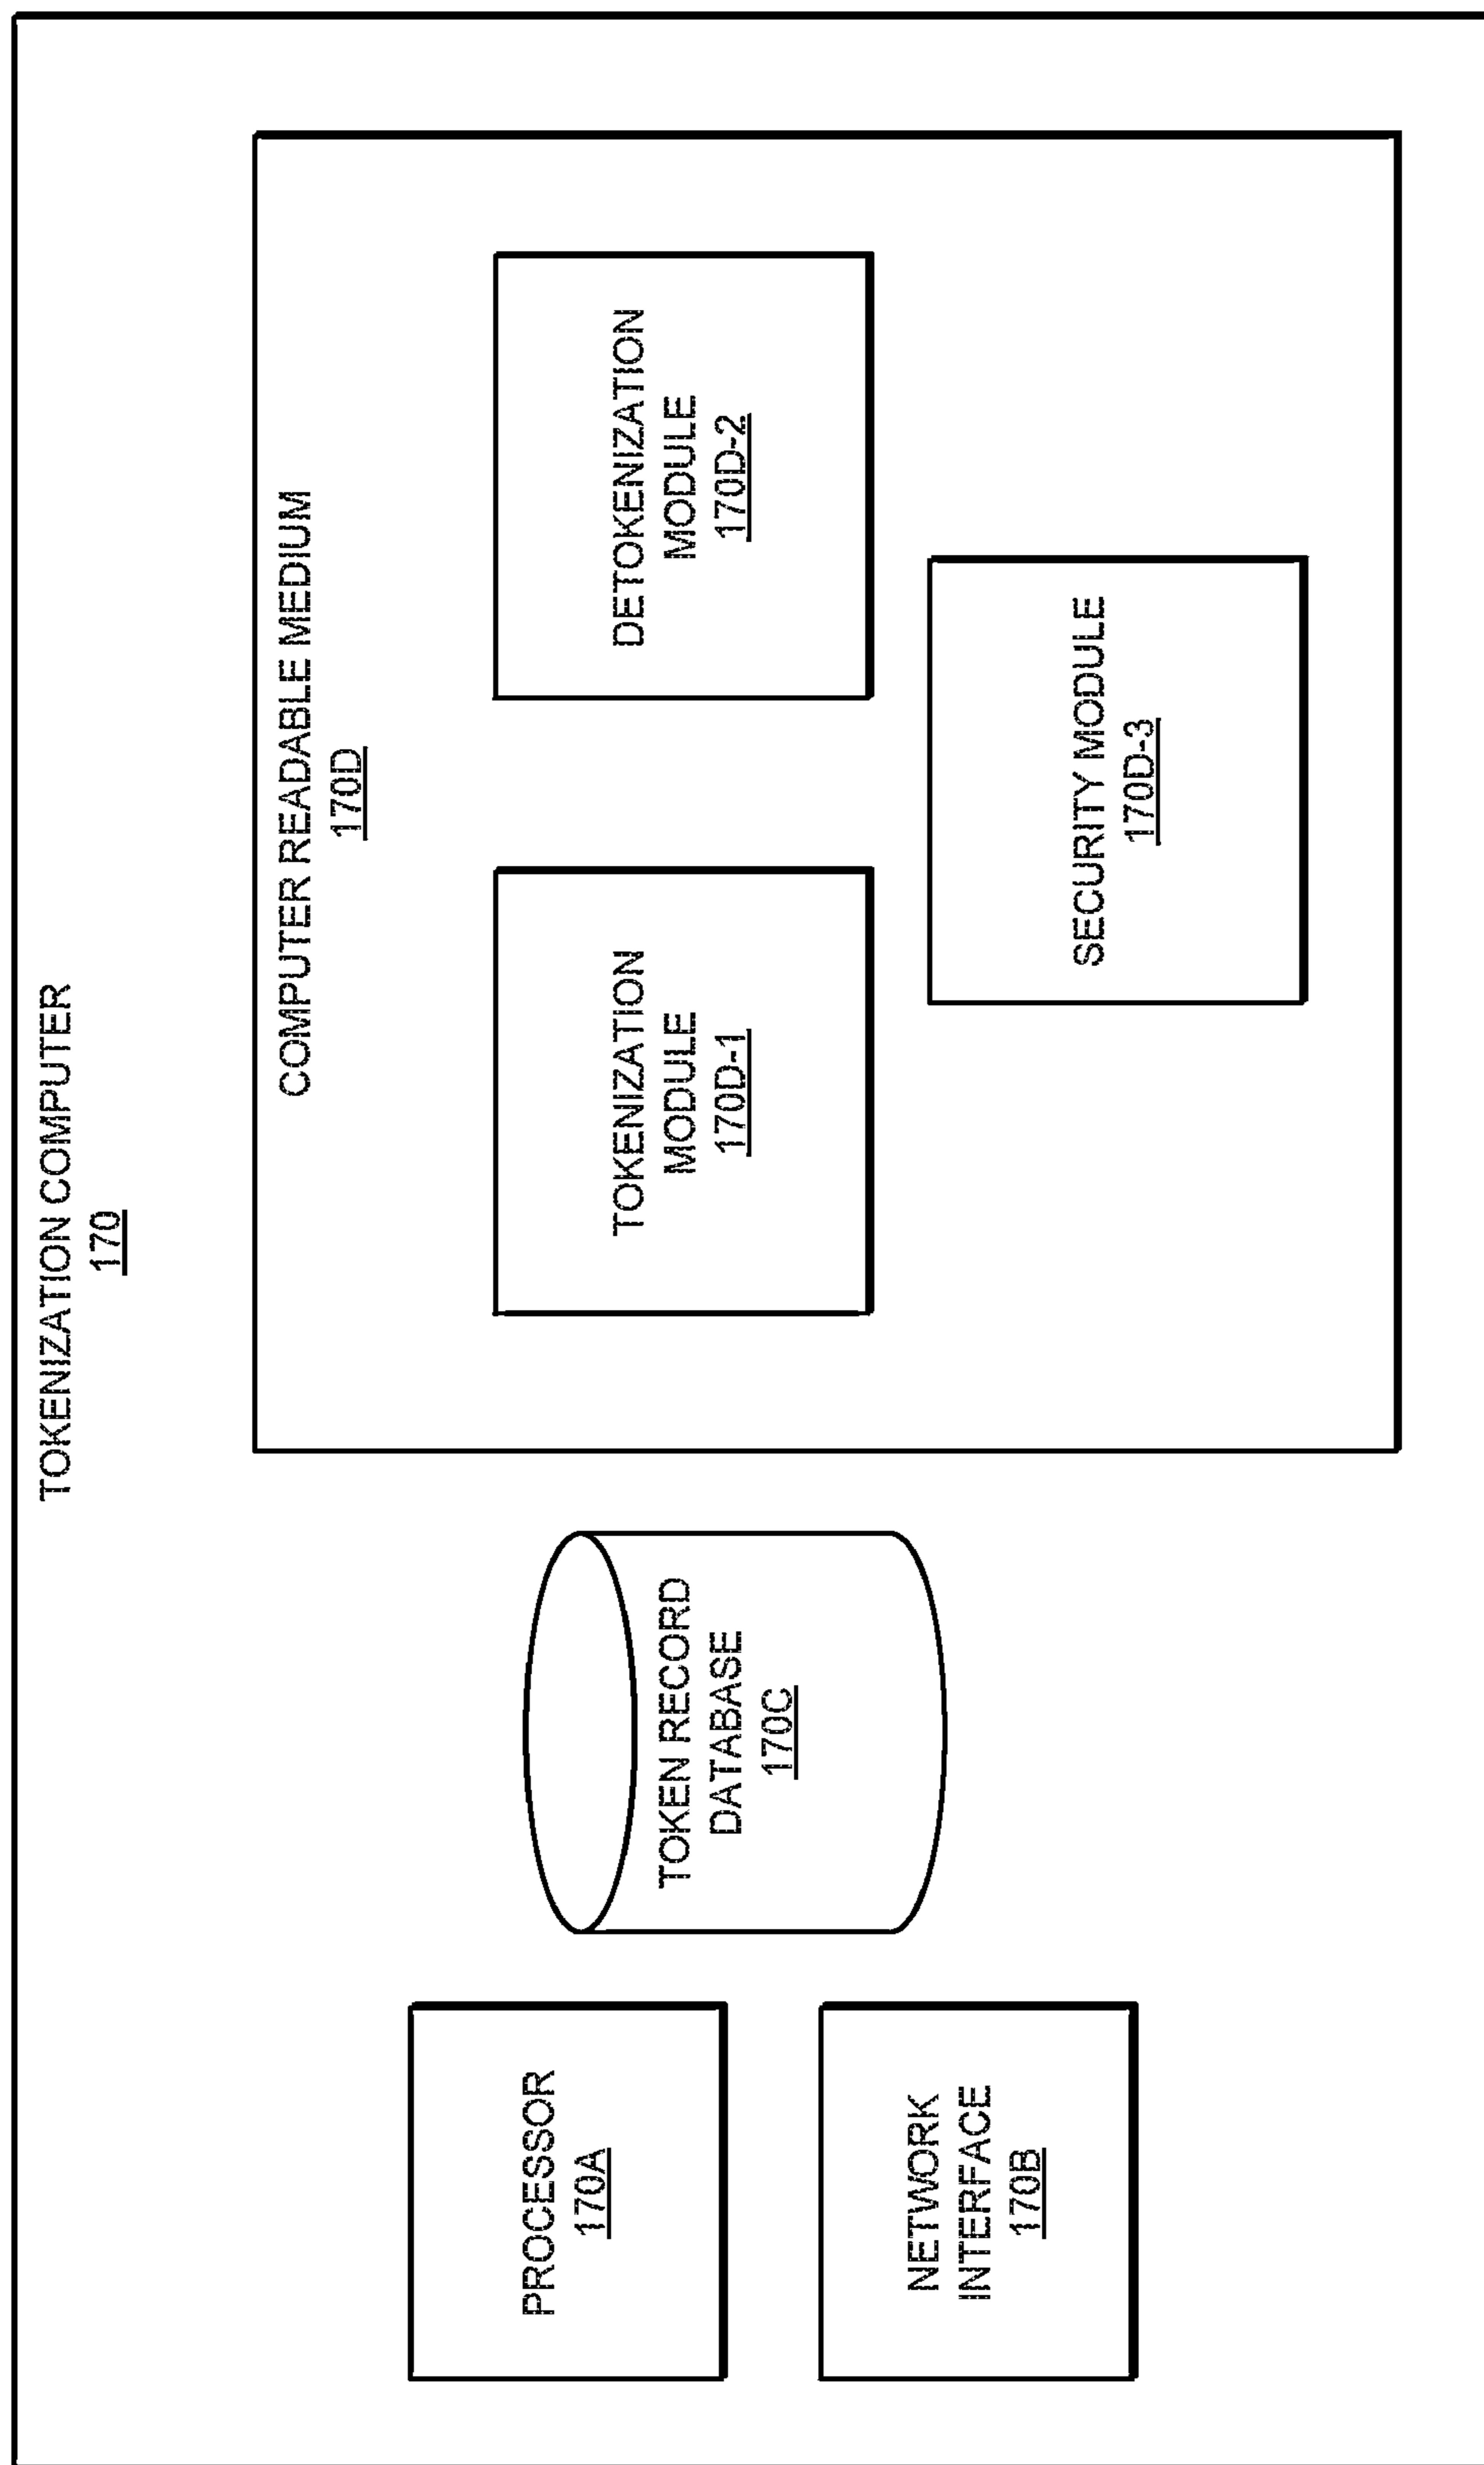 TOKENIZATION COMPUTER
170
PROCESSOR
170A
NETWORK
INTERFACE
170B
TOKEN RECORD
DATABASE
170C
COMPUTER READABLE MEDIUM
170D
TOKENIZATION
MODULE
170D-1
DETOKENIZATION
MODULE
170D-2
SECURITY MODULE
170D-3